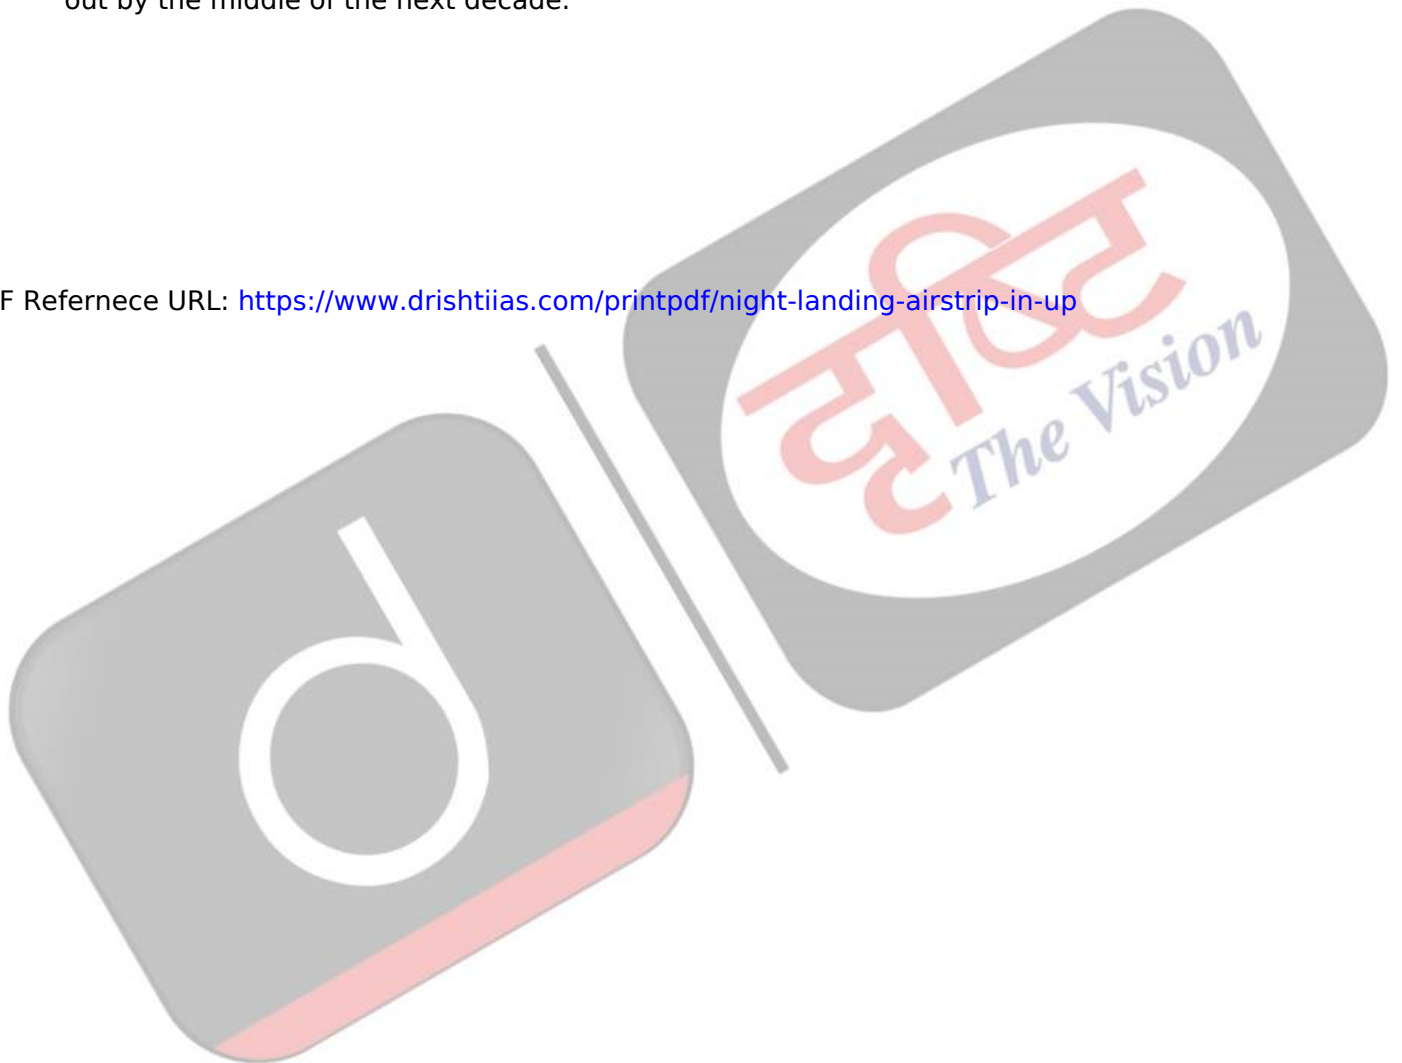 out by the middle of the next decade.
F Refernece URL: https://www.drishtiias.com/printpdf/night-landing-airstrip-in-up
दृष्टि
The Vision
d